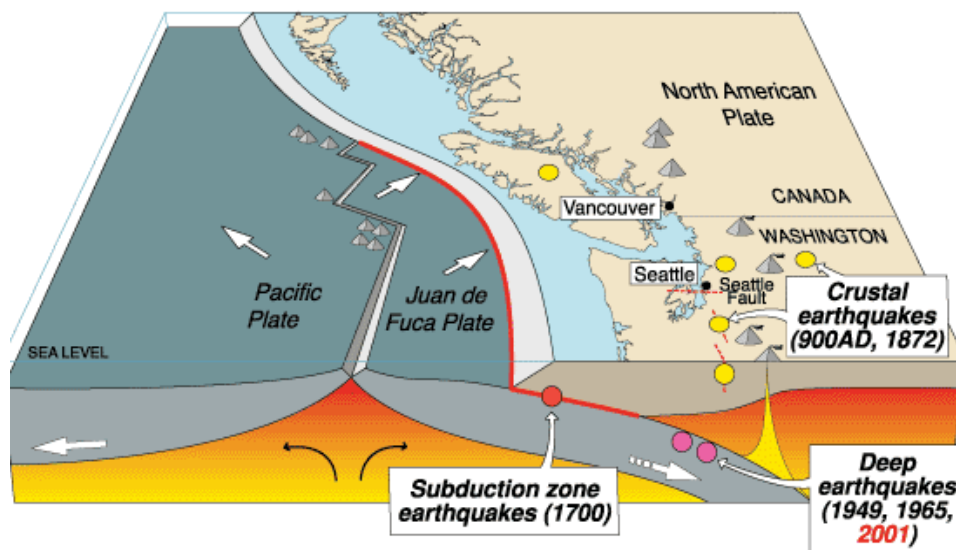 North American
Plate
CANADA
Vancouver
WASHINGTON
Seattle
Seattle
Fault
Pacific
Plate
Juan de
Fuca Plate
Crustal
earthquakes
(900AD, 1872)
SEA LEVEL
Subduction zone
earthquakes (1700)
Deep
earthquakes
(1949, 1965,
2001)